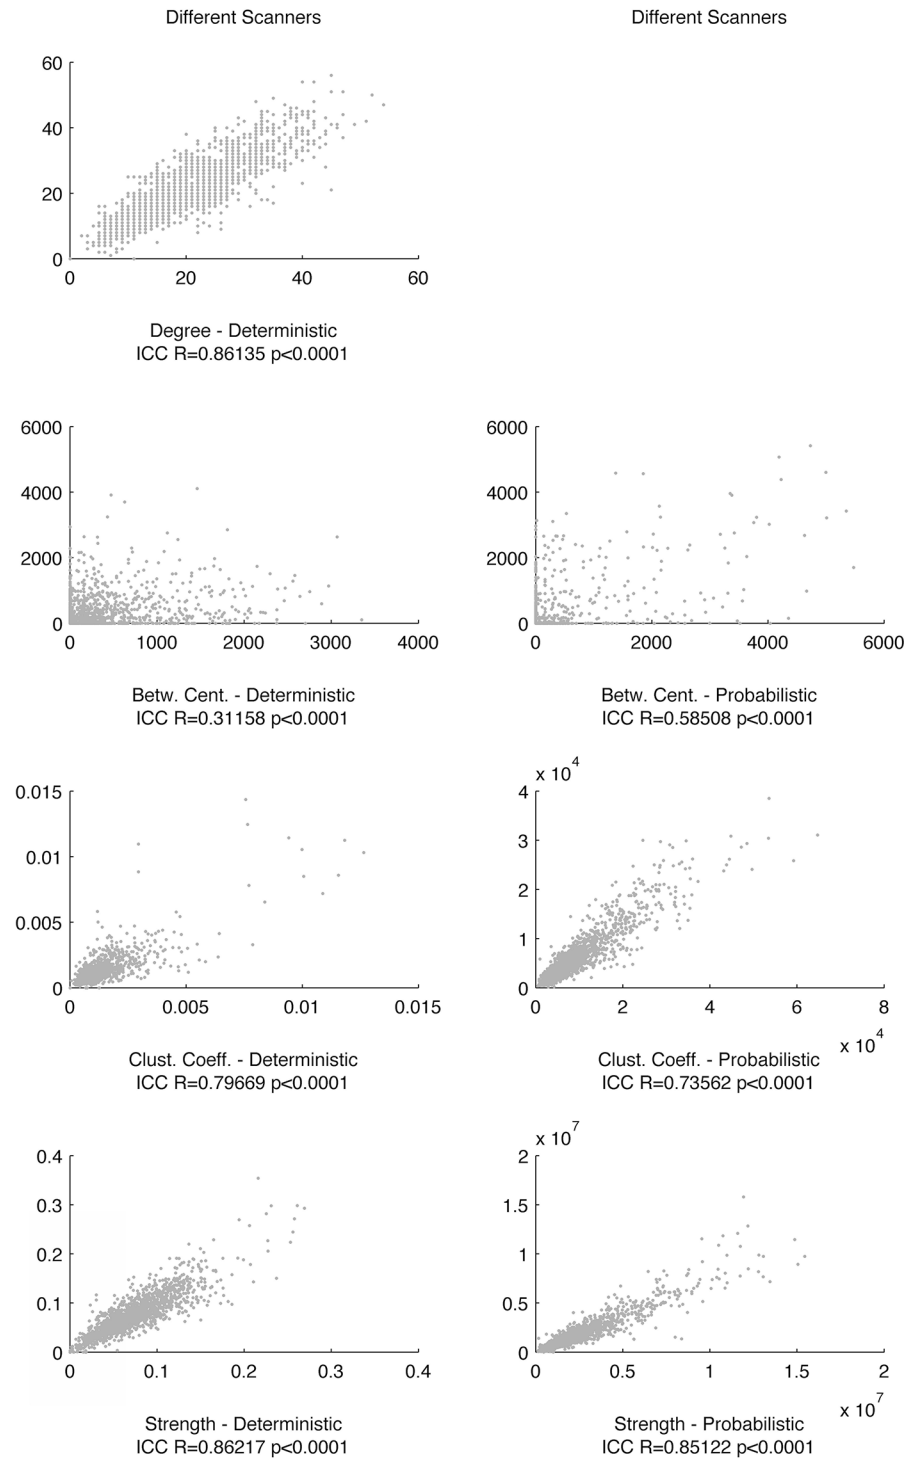 Different Scanners Different Scanners
60
40
20
0
0 20 40 60
Degree - Deterministic
ICC R=0.86135 p<0.0001
6000 6000
4000 4000
2000 2000
0 0
0 1000 2000 3000 4000 0 2000 4000 6000
Betw. Cent. - Deterministic Betw. Cent. - Probabilistic
ICC R=0.31158 p<0.0001 ICC R=0.58508 p<0.0001
x 10^4
0.015 4
0.01 3
2
0.005 1
0 0
0 0.005 0.01 0.015 0 2 4 6 8
x 10^4
Clust. Coeff. - Deterministic Clust. Coeff. - Probabilistic
ICC R=0.79669 p<0.0001 ICC R=0.73562 p<0.0001
x 10^7
0.4 2
0.3 1.5
0.2 1
0.1 0.5
0 0
0 0.1 0.2 0.3 0.4 0 0.5 1 1.5 2
x 10^7
Strength - Deterministic Strength - Probabilistic
ICC R=0.86217 p<0.0001 ICC R=0.85122 p<0.0001